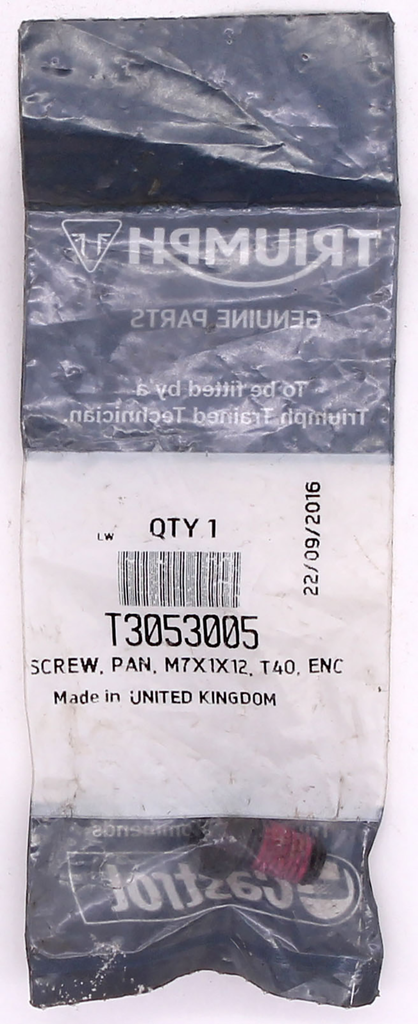 TRIUMPH
GENUINE PARTS
To be fitted by a
Triumph Trained Technician.
LW
QTY 1
22/09/2016
T3053005
SCREW, PAN, M7X1X12, T40, ENC
Made in UNITED KINGDOM
Castrol